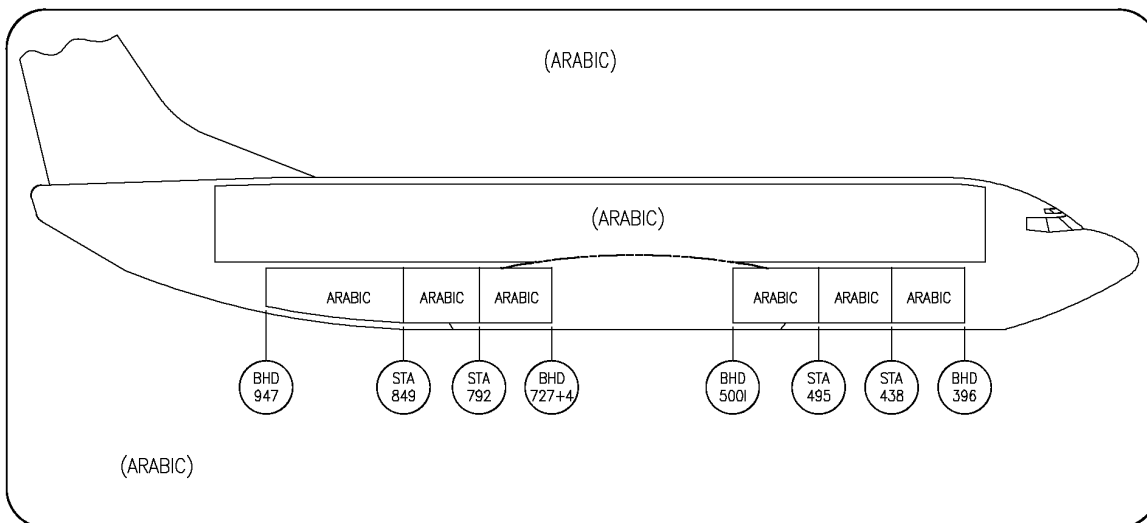 (ARABIC)
(ARABIC)
ARABIC ARABIC ARABIC ARABIC ARABIC ARABIC
BHD 947
STA 849
STA 792
BHD 727+4
BHD 500I
STA 495
STA 438
BHD 396
(ARABIC)